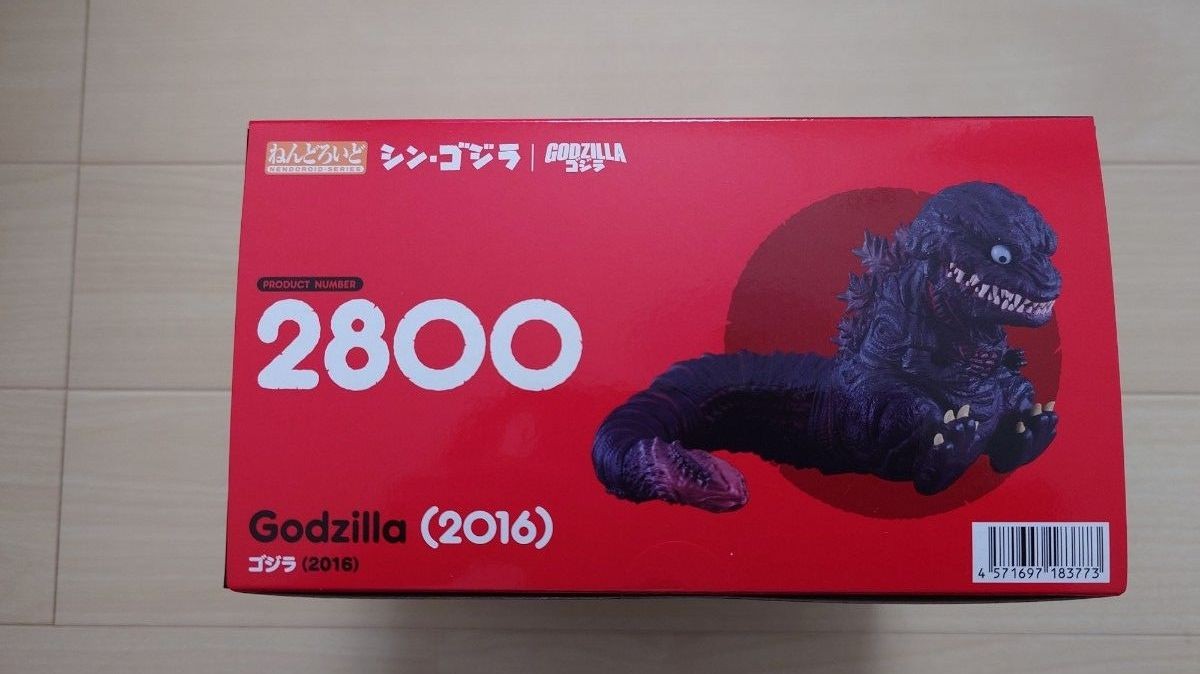 ねんどろいど
NENDOROID-SERIES
シン・ゴジラ
GODZILLA
ゴジラ
PRODUCT NUMBER
2800
Godzilla (2016)
ゴジラ (2016)
4 571697 183773